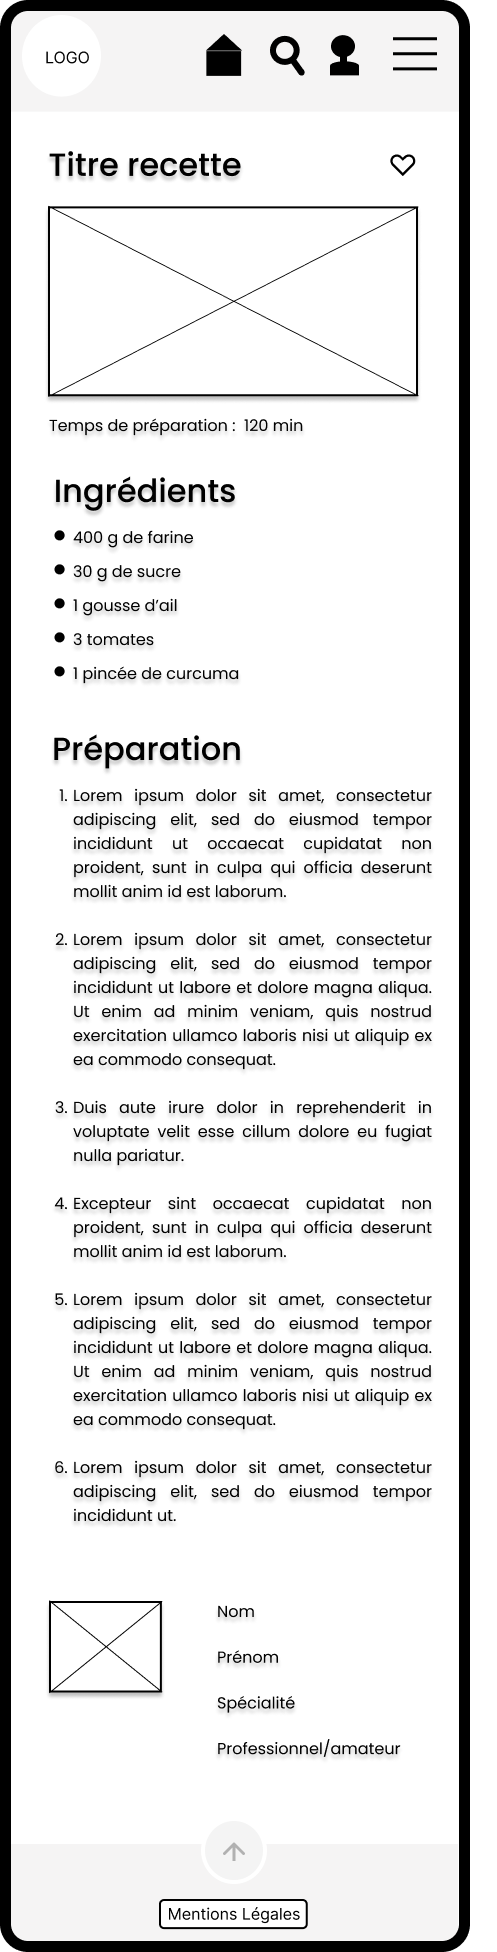 LOGO
Titre recette
Temps de préparation : 120 min
Ingrédients
400 g de farine
30 g de sucre
1 gousse d’ail
3 tomates
1 pincée de curcuma
Préparation
1. Lorem ipsum dolor sit amet, consectetur
adipiscing elit, sed do eiusmod tempor
incididunt ut occaecat cupidatat non
proident, sunt in culpa qui officia deserunt
mollit anim id est laborum.
2. Lorem ipsum dolor sit amet, consectetur
adipiscing elit, sed do eiusmod tempor
incididunt ut labore et dolore magna aliqua.
Ut enim ad minim veniam, quis nostrud
exercitation ullamco laboris nisi ut aliquip ex
ea commodo consequat.
3. Duis aute irure dolor in reprehenderit in
voluptate velit esse cillum dolore eu fugiat
nulla pariatur.
4. Excepteur sint occaecat cupidatat non
proident, sunt in culpa qui officia deserunt
mollit anim id est laborum.
5. Lorem ipsum dolor sit amet, consectetur
adipiscing elit, sed do eiusmod tempor
incididunt ut labore et dolore magna aliqua.
Ut enim ad minim veniam, quis nostrud
exercitation ullamco laboris nisi ut aliquip ex
ea commodo consequat.
6. Lorem ipsum dolor sit amet, consectetur
adipiscing elit, sed do eiusmod tempor
incididunt ut.
Nom
Prénom
Spécialité
Professionnel/amateur
Mentions Légales